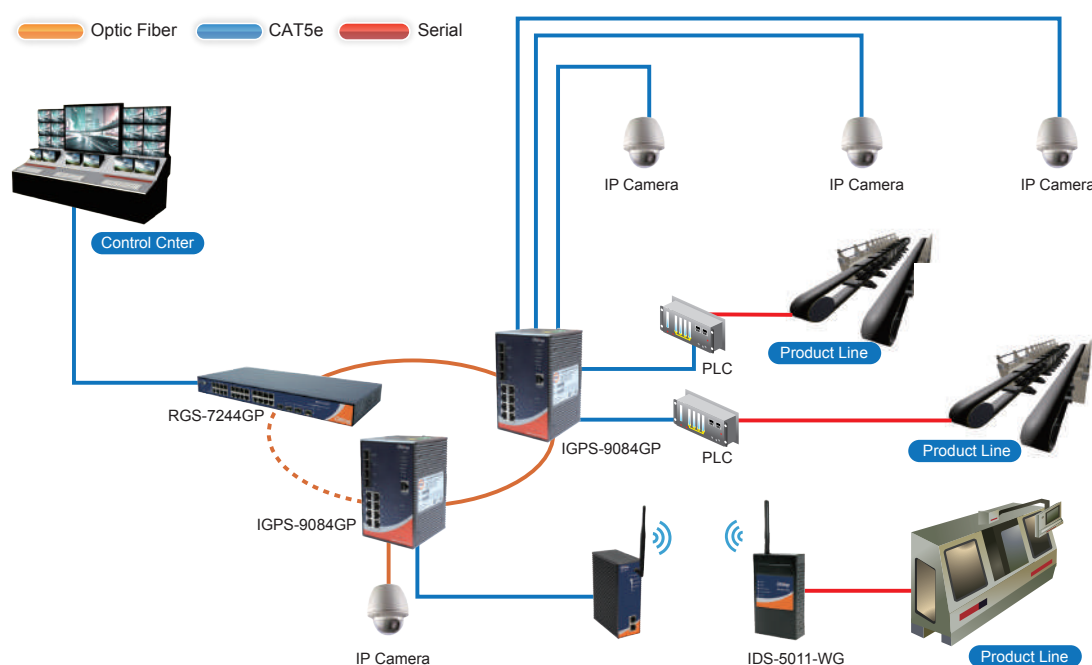 Optic Fiber
CAT5e
Serial
IP Camera
IP Camera
IP Camera
Control Cnter
Product Line
PLC
RGS-7244GP
IGPS-9084GP
PLC
Product Line
IGPS-9084GP
IP Camera
IDS-5011-WG
Product Line